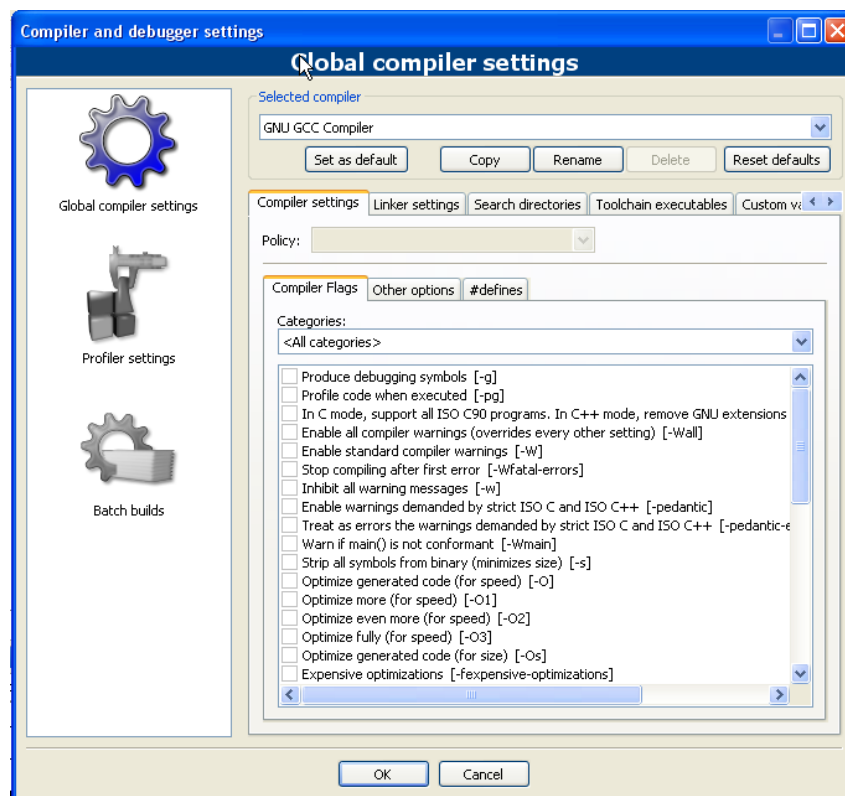 Compiler and debugger settings
Global compiler settings
Global compiler settings
Profiler settings
Batch builds
Selected compiler
GNU GCC Compiler
Set as default
Copy
Rename
Delete
Reset defaults
Compiler settings
Linker settings
Search directories
Toolchain executables
Custom va
Policy:
Compiler Flags
Other options
#defines
Categories:
<All categories>
Produce debugging symbols [-g]
Profile code when executed [-pg]
In C mode, support all ISO C90 programs. In C++ mode, remove GNU extensions
Enable all compiler warnings (overrides every other setting) [-Wall]
Enable standard compiler warnings [-W]
Stop compiling after first error [-Wfatal-errors]
Inhibit all warning messages [-w]
Enable warnings demanded by strict ISO C and ISO C++ [-pedantic]
Treat as errors the warnings demanded by strict ISO C and ISO C++ [-pedantic-e
Warn if main() is not conformant [-Wmain]
Strip all symbols from binary (minimizes size) [-s]
Optimize generated code (for speed) [-O]
Optimize more (for speed) [-O1]
Optimize even more (for speed) [-O2]
Optimize fully (for speed) [-O3]
Optimize generated code (for size) [-Os]
Expensive optimizations [-fexpensive-optimizations]
OK
Cancel